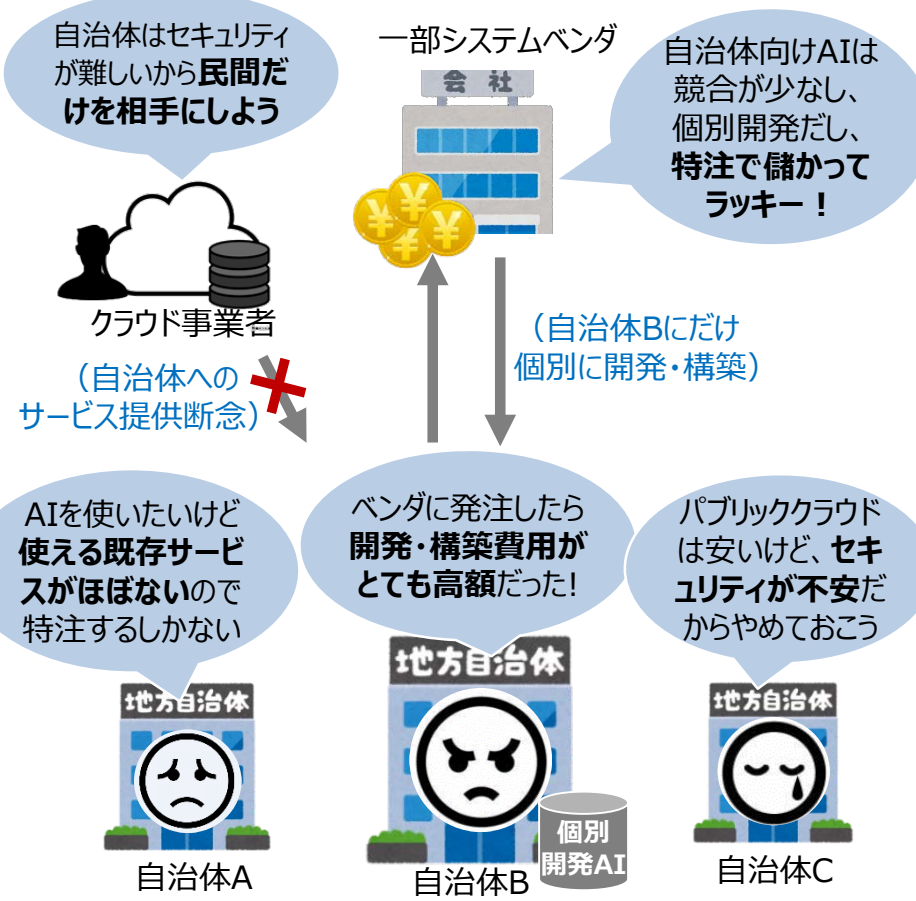 自治体はセキュリティ
が難しいから民間だ
けを相手にしよう
一部システムベンダ
会社
自治体向けAIは
競合が少なし、
個別開発だし、
特注で儲かって
ラッキー！
¥
¥
¥
¥
クラウド事業者
（自治体への
サービス提供断念）
（自治体Bにだけ
個別に開発・構築）
AIを使いたいけど
使える既存サービ
スがほぼないので
特注するしかない
ベンダに発注したら
開発・構築費用が
とても高額だった！
パブリッククラウド
は安いけど、セキ
ュリティが不安だ
からやめておこう
地方自治体
地方自治体
地方自治体
個別
開発AI
自治体A
自治体B
自治体C